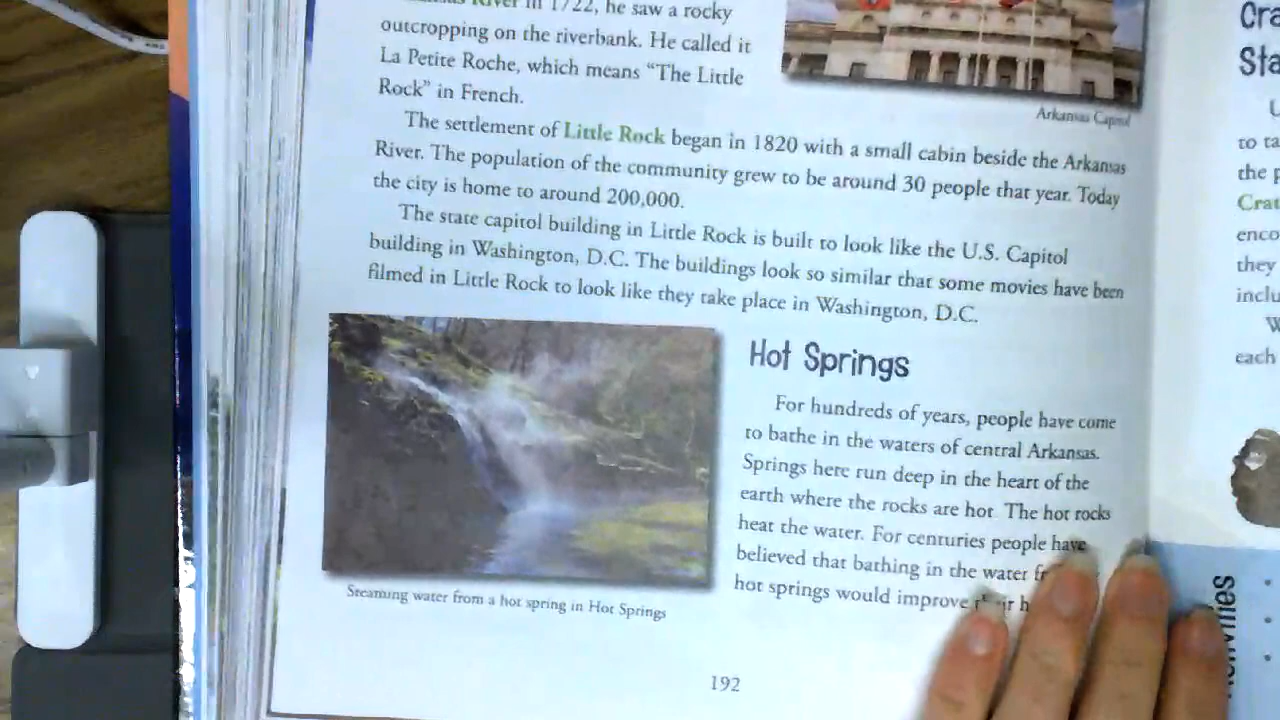 River in 1722, he saw a rocky
outcropping on the riverbank. He called it
La Petite Roche, which means “The Little
Rock” in French.
Arkansas Capitol
The settlement of Little Rock began in 1820 with a small cabin beside the Arkansas
River. The population of the community grew to be around 30 people that year. Today
the city is home to around 200,000.
The state capitol building in Little Rock is built to look like the U.S. Capitol
building in Washington, D.C. The buildings look so similar that some movies have been
filmed in Little Rock to look like they take place in Washington, D.C.
Hot Springs
For hundreds of years, people have come
to bathe in the waters of central Arkansas.
Springs here run deep in the heart of the
earth where the rocks are hot. The hot rocks
heat the water. For centuries people have
believed that bathing in the water
hot springs would improve
Steaming water from a hot spring in Hot Springs
192
to ta
the p
Crat
enco
they
inclu
W
each